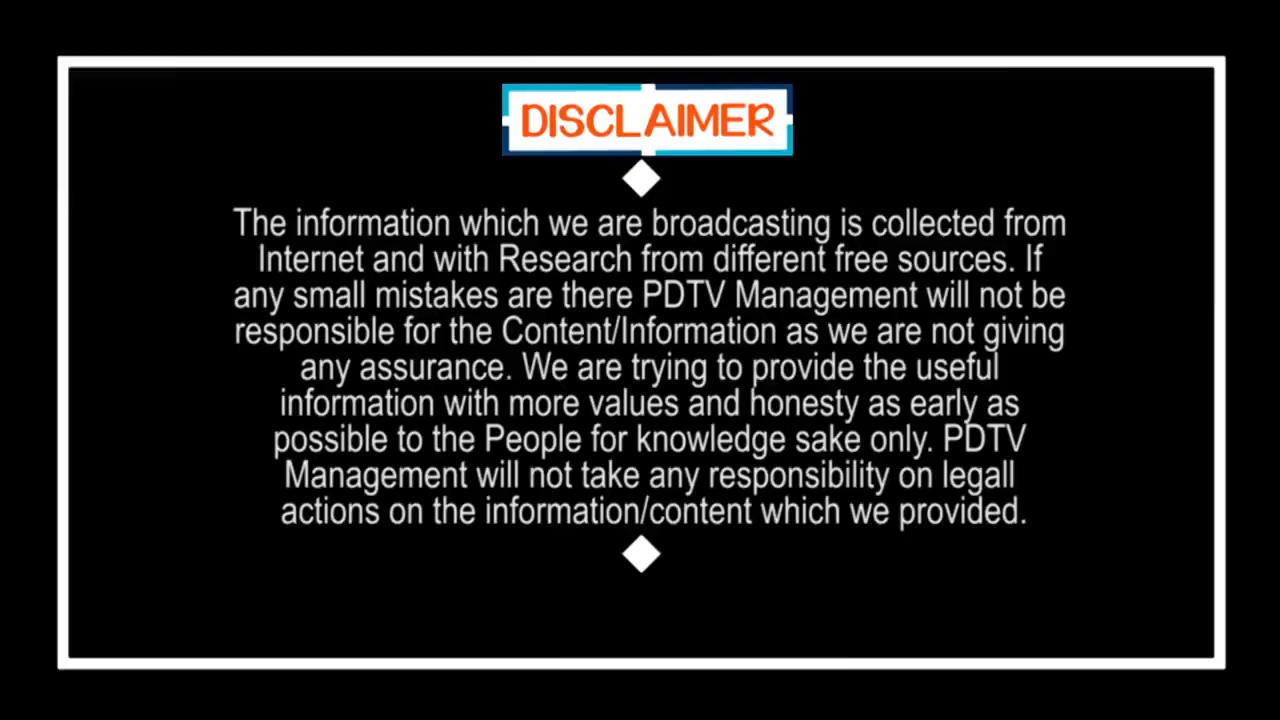 DISCLAIMER
The information which we are broadcasting is collected from
Internet and with Research from different free sources. If
any small mistakes are there PDTV Management will not be
responsible for the Content/Information as we are not giving
any assurance. We are trying to provide the useful
information with more values and honesty as early as
possible to the People for knowledge sake only. PDTV
Management will not take any responsibility on legall
actions on the information/content which we provided.